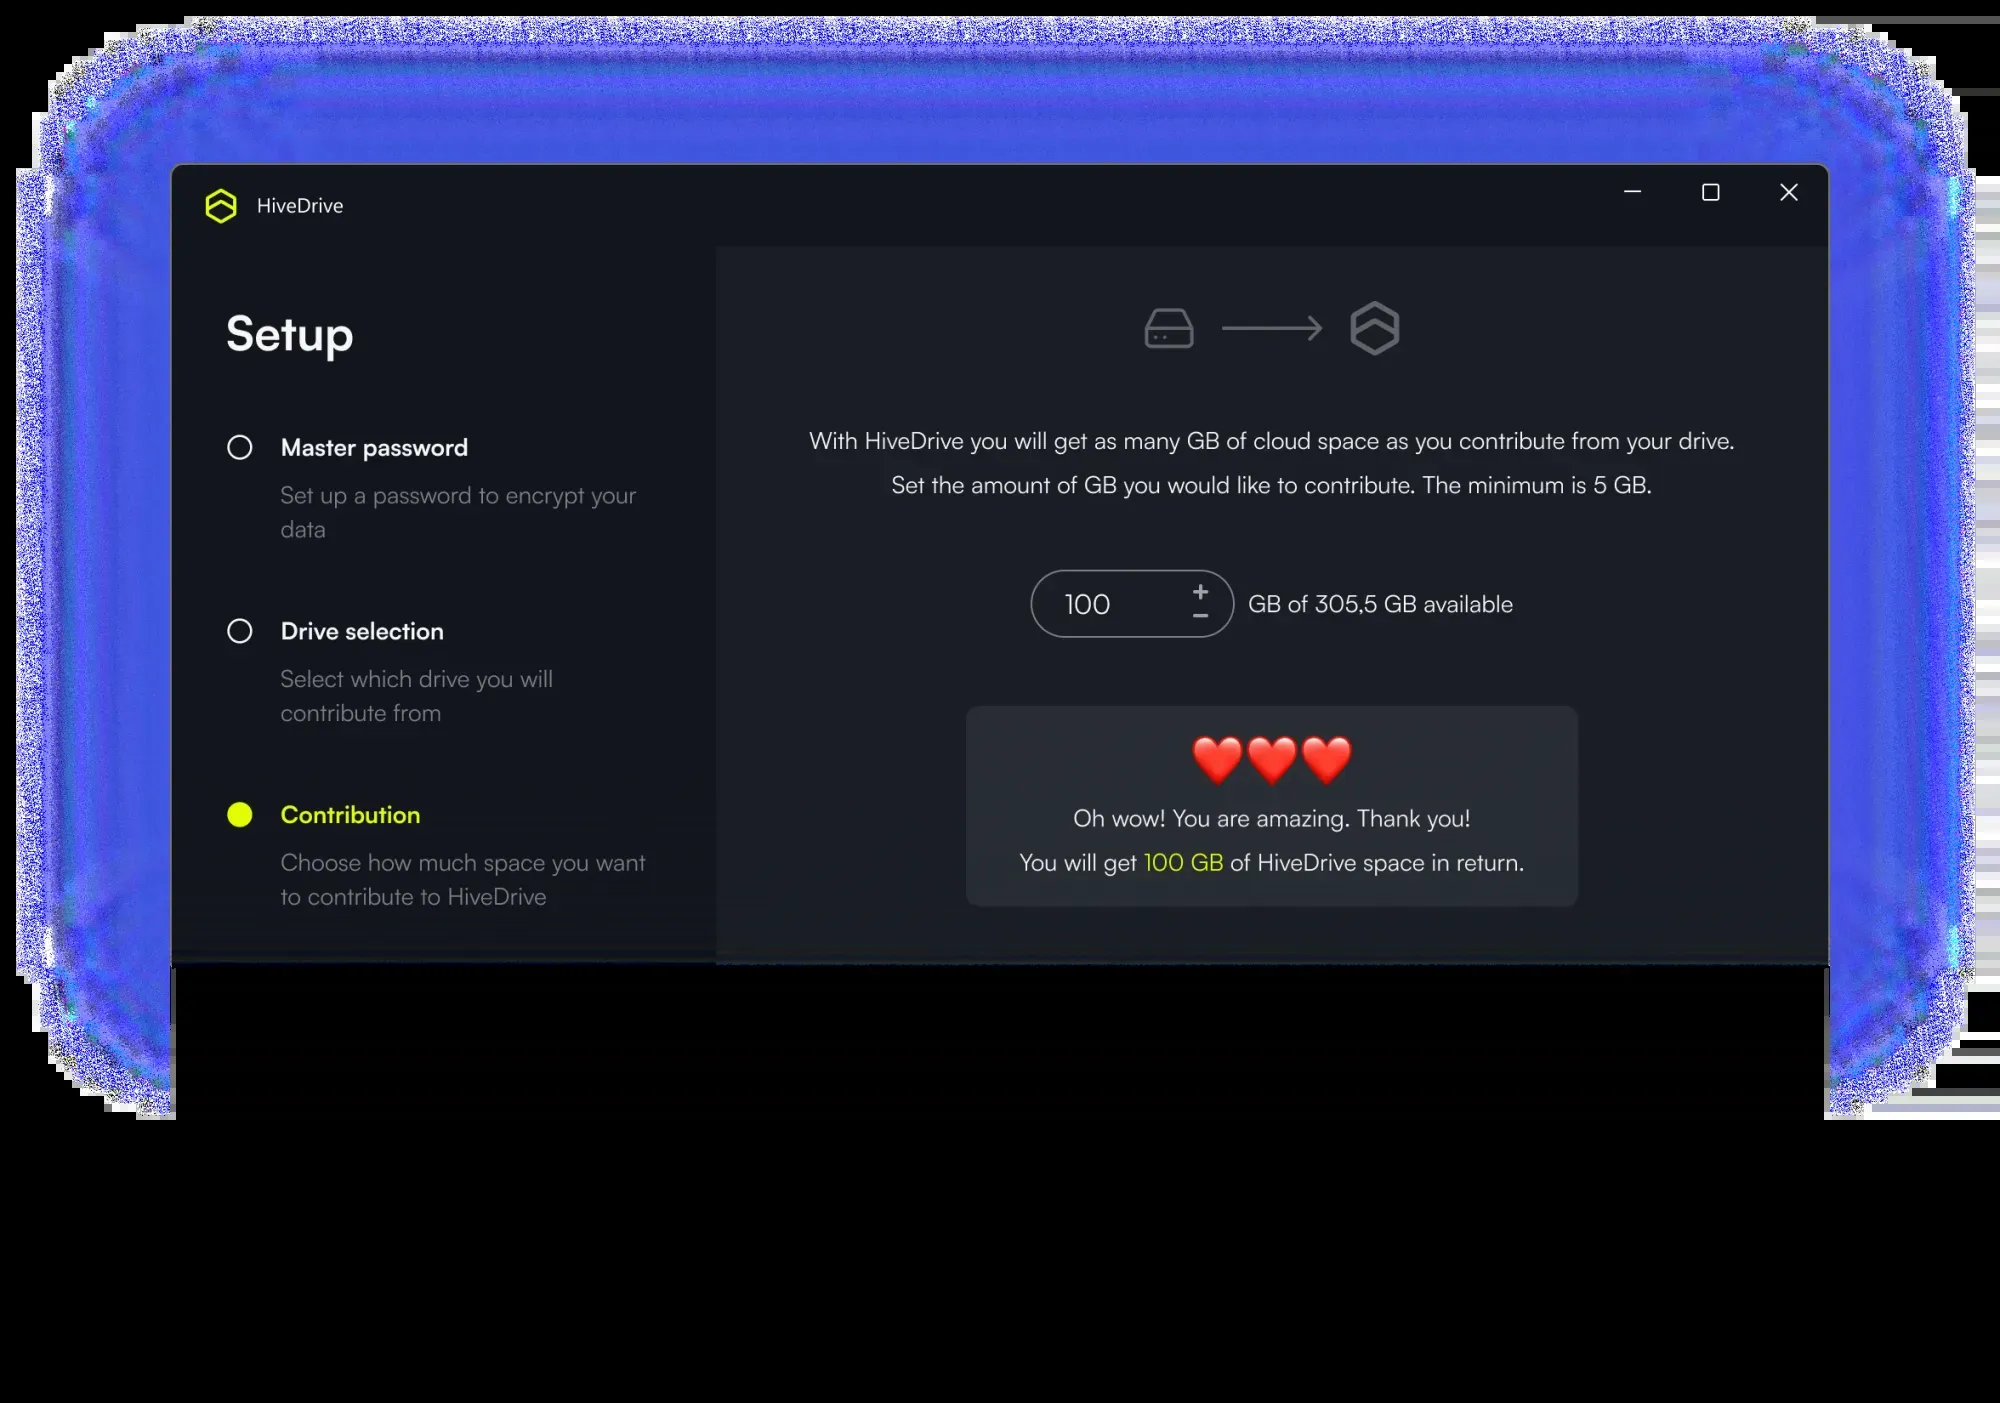 HiveDrive
Setup
Master password
Set up a password to encrypt your
data
Drive selection
Select which drive you will
contribute from
Contribution
Choose how much space you want
to contribute to HiveDrive
With HiveDrive you will get as many GB of cloud space as you contribute from your drive.
Set the amount of GB you would like to contribute. The minimum is 5 GB.
100 GB of 305,5 GB available
Oh wow! You are amazing. Thank you!
You will get 100 GB of HiveDrive space in return.